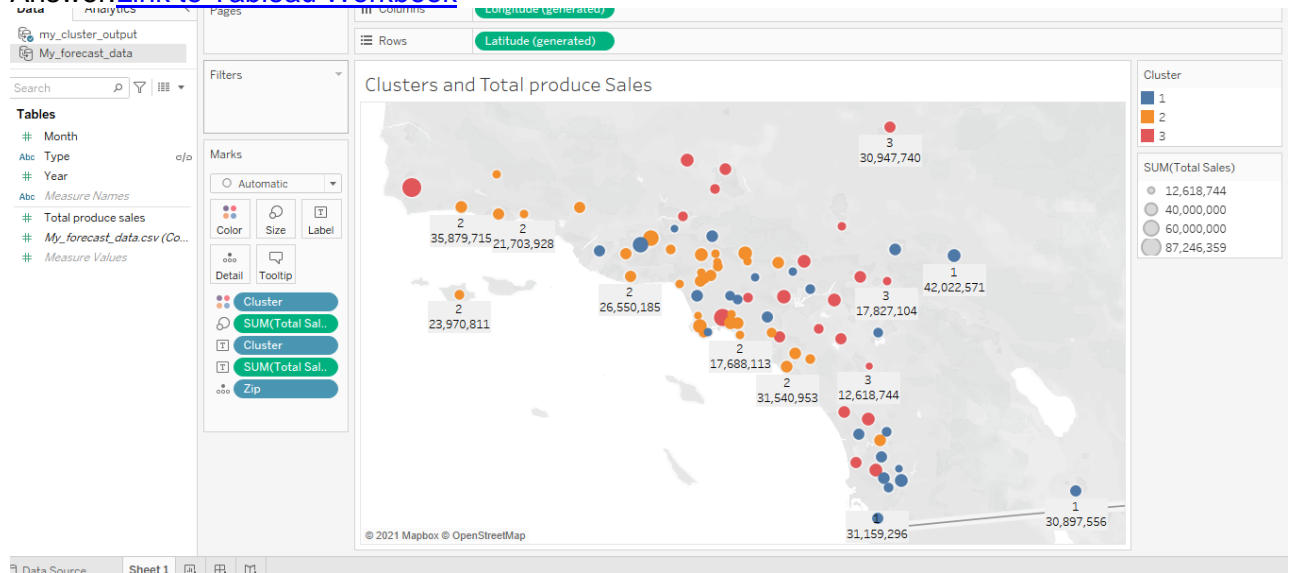 Answer: Link to Tableau Workbook
Data Analytics
my_cluster_output
My_forecast_data
Search
Tables
# Month
Abc Type
# Year
Abc Measure Names
# Total produce sales
# My_forecast_data.csv (Co...
# Measure Values
Pages
Filters
Marks
Automatic
Color Size Label
Detail Tooltip
Cluster
SUM(Total Sal..
Cluster
SUM(Total Sal..
Zip
Columns Longitude (generated)
Rows Latitude (generated)
Clusters and Total produce Sales
3
30,947,740
2
35,879,715
2
21,703,928
2
23,970,811
2
26,550,185
1
42,022,571
3
17,827,104
2
17,688,113
2
31,540,953
3
12,618,744
1
31,159,296
1
30,897,556
© 2021 Mapbox © OpenStreetMap
Cluster
1
2
3
SUM(Total Sales)
12,618,744
40,000,000
60,000,000
87,246,359
Data Source Sheet 1